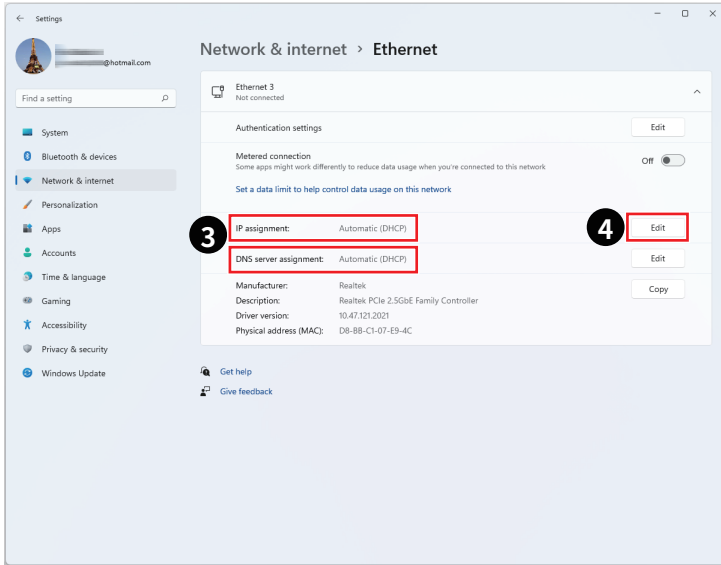 Settings
@hotmail.com
Find a setting
System
Bluetooth & devices
Network & internet
Personalization
Apps
Accounts
Time & language
Gaming
Accessibility
Privacy & security
Windows Update
Network & internet > Ethernet
Ethernet 3
Not connected
Authentication settings Edit
Metered connection
Some apps might work differently to reduce data usage when you're connected to this network
Off
Set a data limit to help control data usage on this network
3 IP assignment: Automatic (DHCP) 4 Edit
DNS server assignment: Automatic (DHCP) Edit
Manufacturer: Realtek Copy
Description: Realtek PCIe 2.5GbE Family Controller
Driver version: 10.47.121.2021
Physical address (MAC): D8-BB-C1-07-E9-4C
Get help
Give feedback